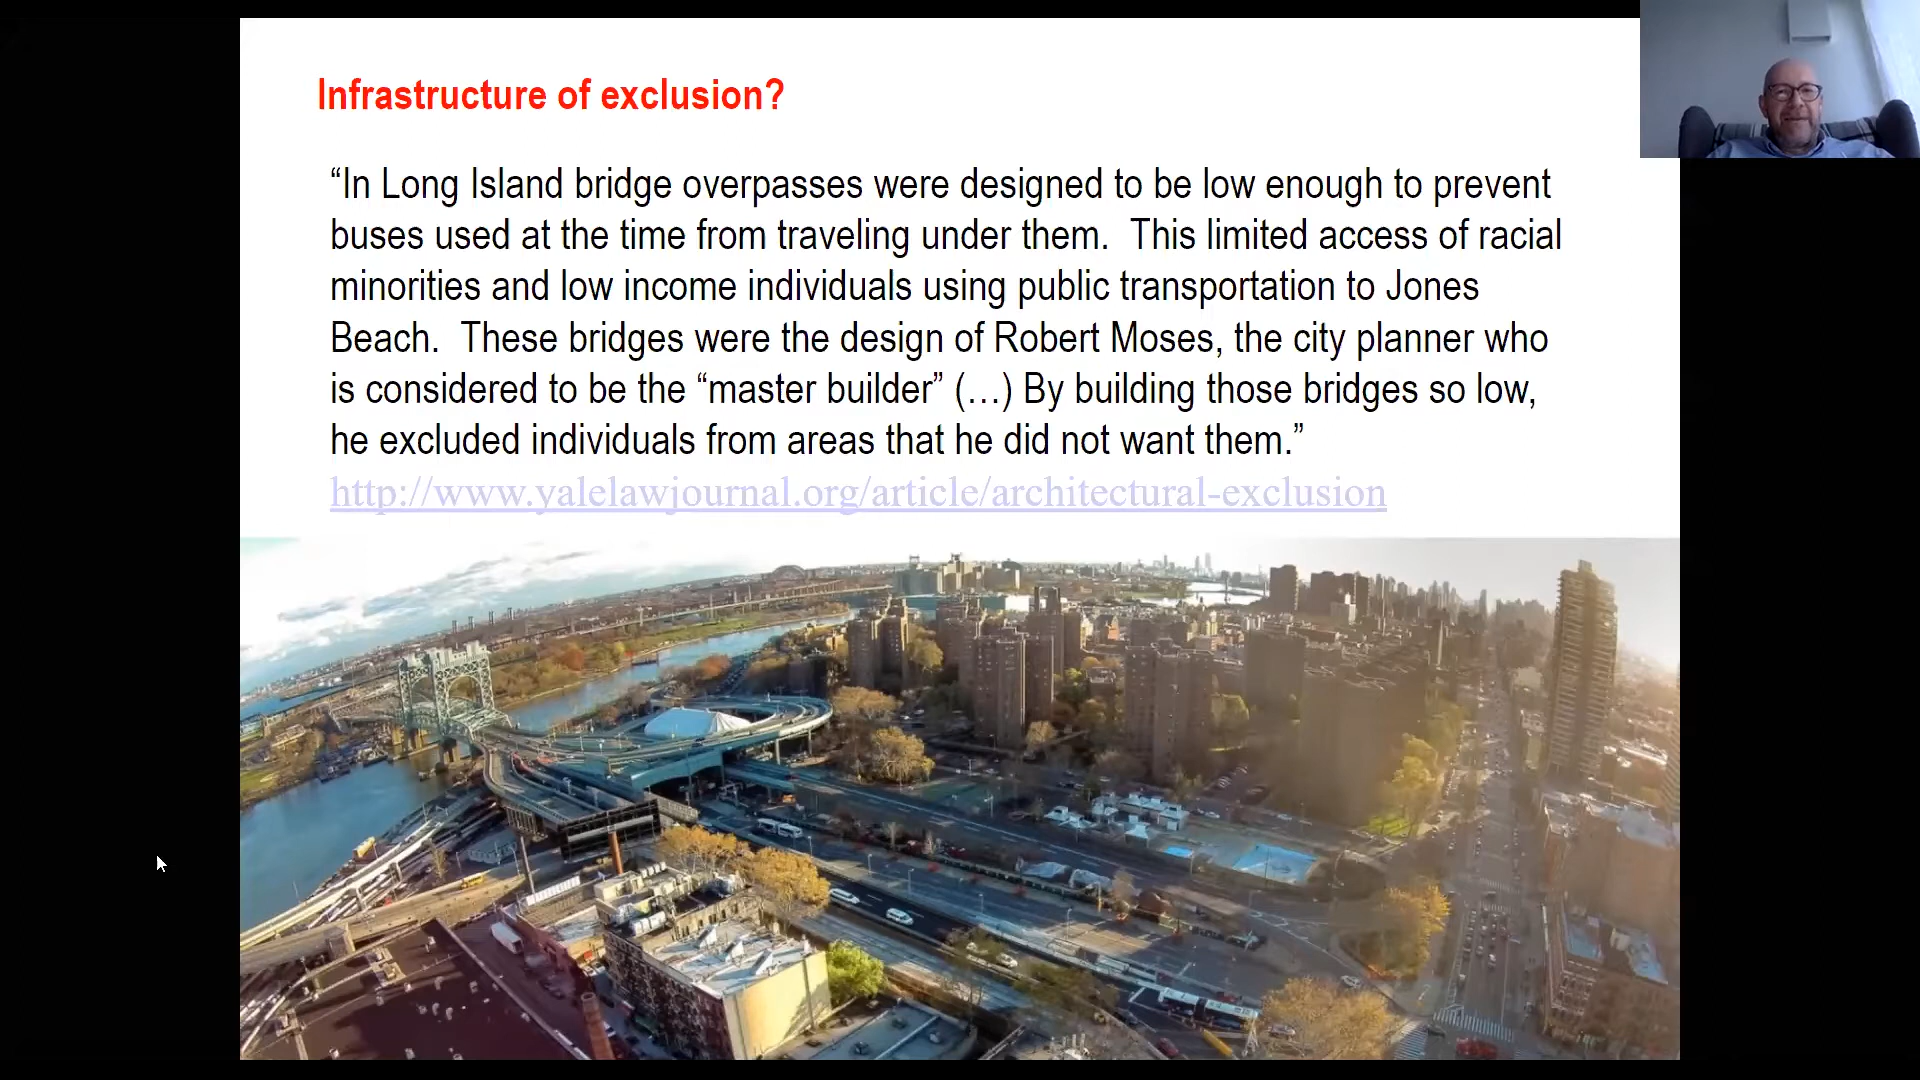 Infrastructure of exclusion?
“In Long Island bridge overpasses were designed to be low enough to prevent
buses used at the time from traveling under them.  This limited access of racial
minorities and low income individuals using public transportation to Jones
Beach.  These bridges were the design of Robert Moses, the city planner who
is considered to be the “master builder” (…) By building those bridges so low,
he excluded individuals from areas that he did not want them.”
http://www.yalelawjournal.org/article/architectural-exclusion